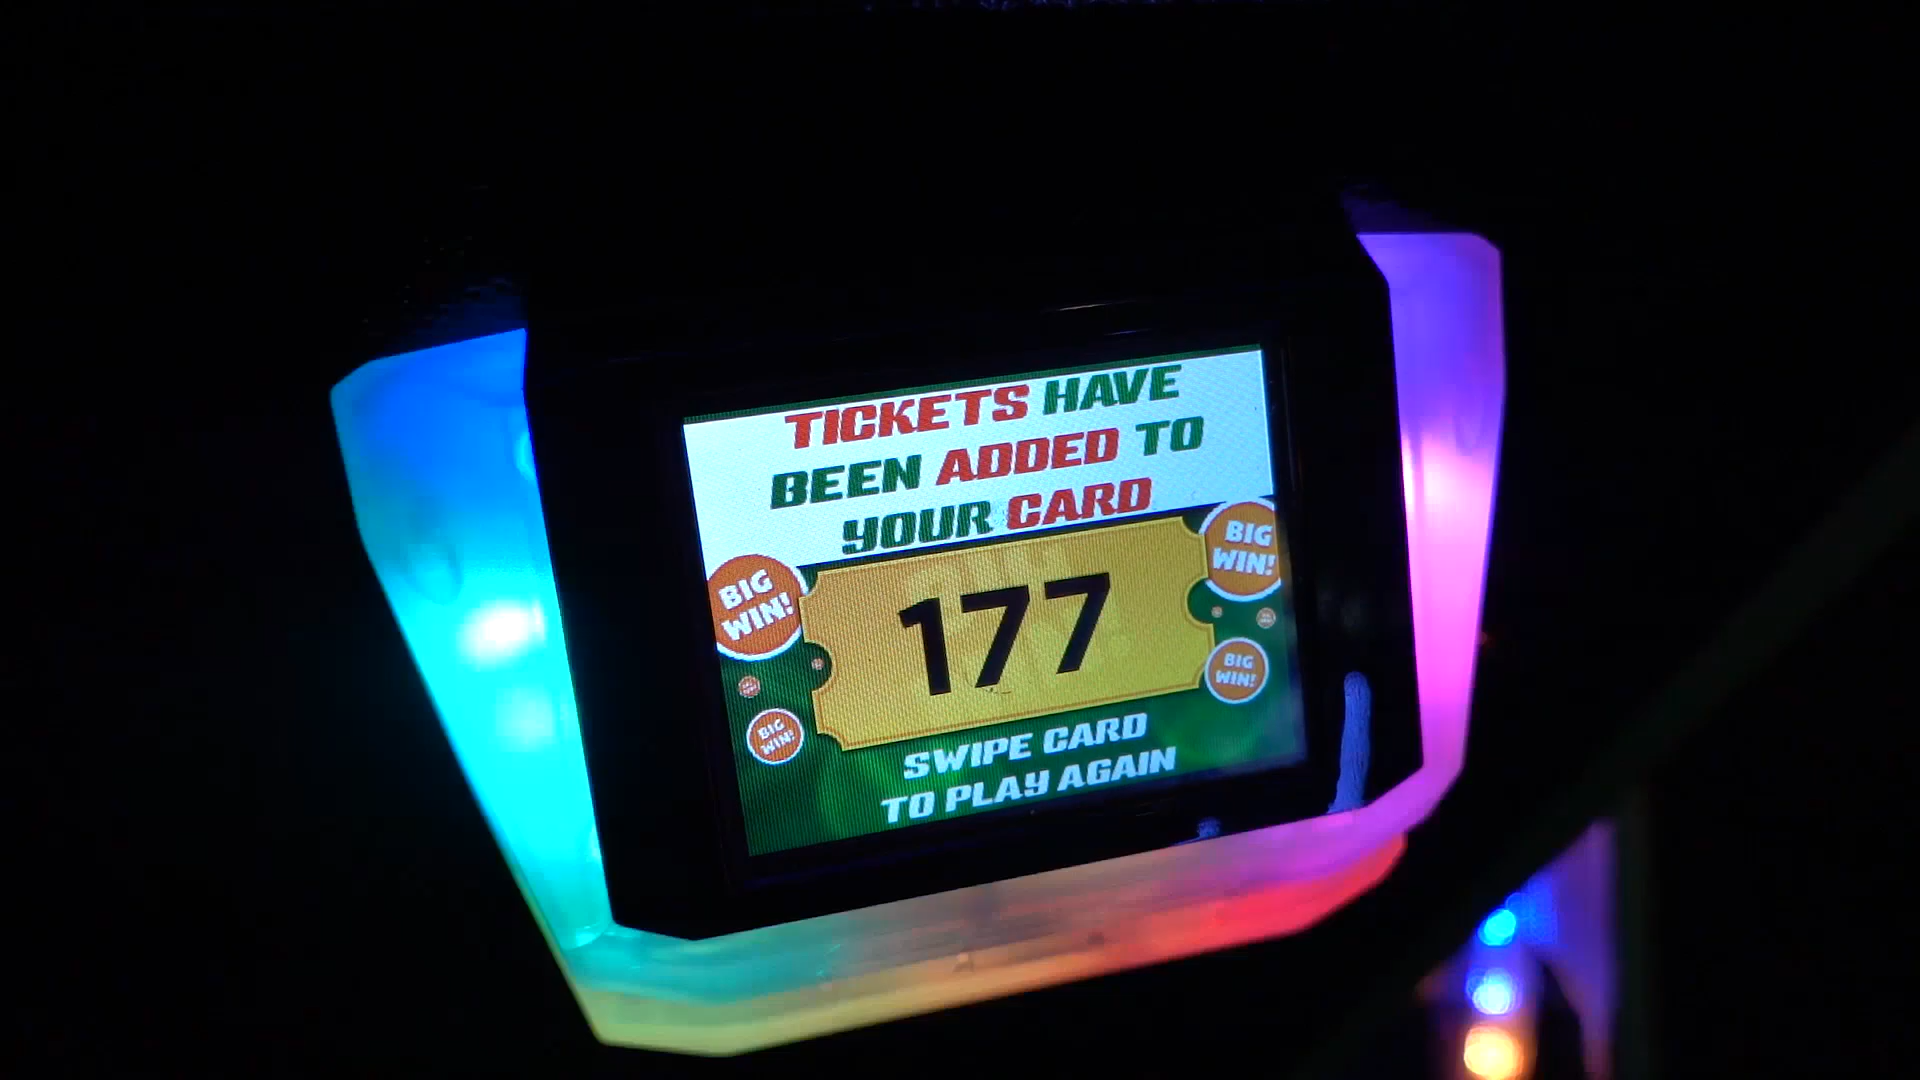 TICKETS HAVE
BEEN ADDED TO
YOUR CARD
BIG
WIN!
BIG
WIN!
177
BIG
WIN!
BIG
WIN!
SWIPE CARD
TO PLAY AGAIN